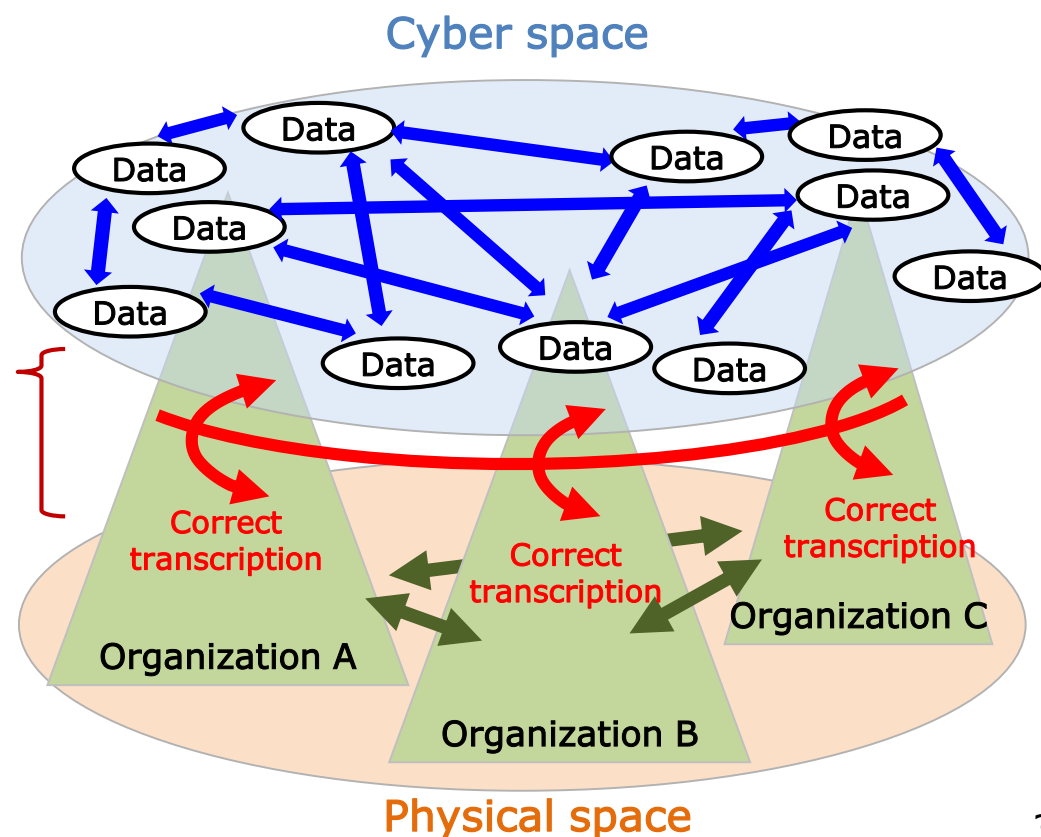 Cyber space
Data
Data
Data
Data
Data
Data
Data
Data
Data
Data
Data
Correct
transcription
Correct
transcription
Correct
transcription
Organization A
Organization B
Organization C
Physical space